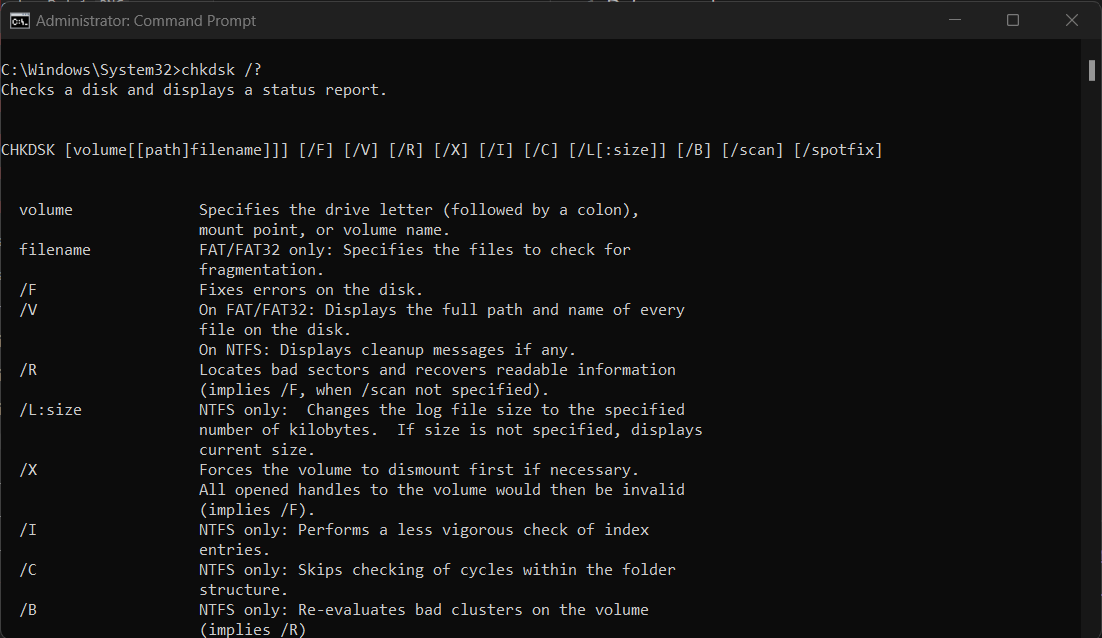 Administrator: Command Prompt
C:\Windows\System32>chkdsk /?
Checks a disk and displays a status report.
CHKDSK [volume[[path]filename]]] [/F] [/V] [/R] [/X] [/I] [/C] [/L[:size]] [/B] [/scan] [/spotfix]
volume Specifies the drive letter (followed by a colon),
mount point, or volume name.
filename FAT/FAT32 only: Specifies the files to check for
fragmentation.
/F Fixes errors on the disk.
/V On FAT/FAT32: Displays the full path and name of every
file on the disk.
On NTFS: Displays cleanup messages if any.
/R Locates bad sectors and recovers readable information
(implies /F, when /scan not specified).
/L:size NTFS only:  Changes the log file size to the specified
number of kilobytes.  If size is not specified, displays
current size.
/X Forces the volume to dismount first if necessary.
All opened handles to the volume would then be invalid
(implies /F).
/I NTFS only: Performs a less vigorous check of index
entries.
/C NTFS only: Skips checking of cycles within the folder
structure.
/B NTFS only: Re-evaluates bad clusters on the volume
(implies /R)